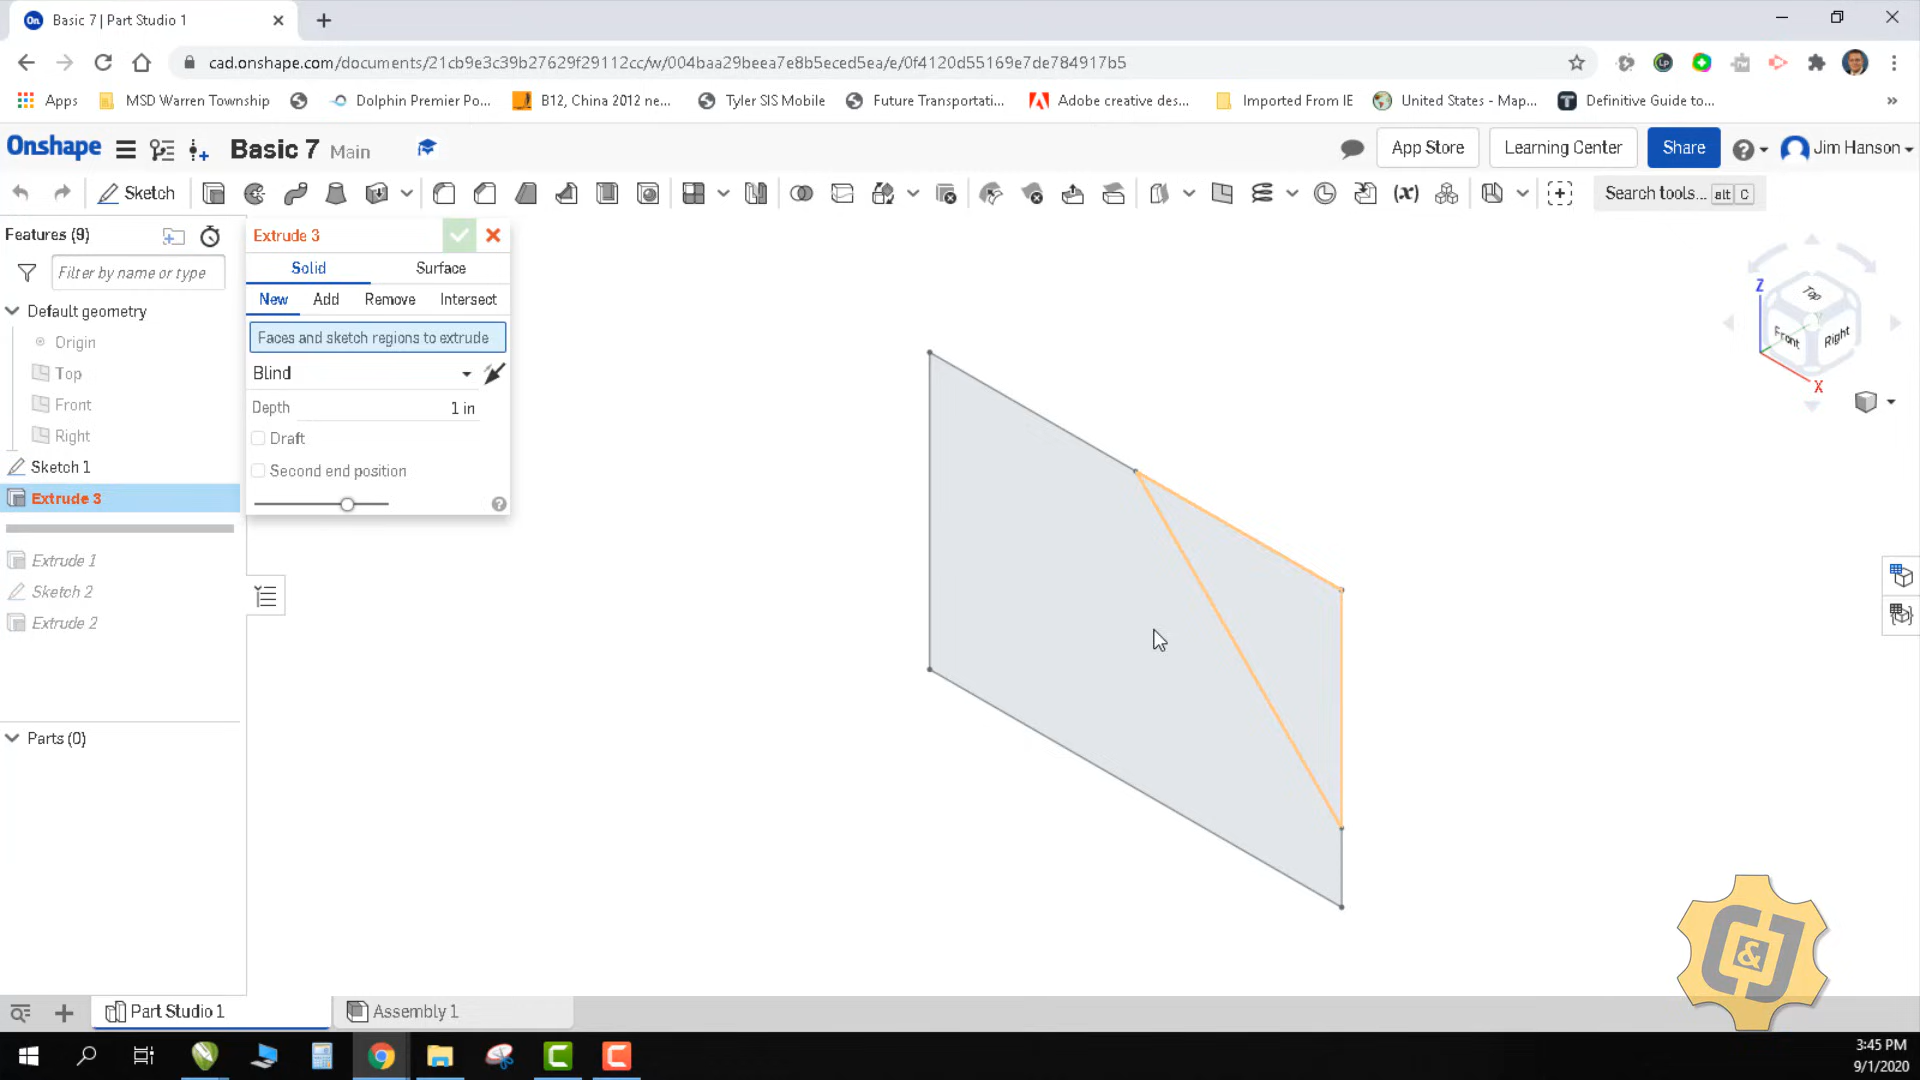 On Basic 7 | Part Studio 1
cad.onshape.com/documents/21cb9e3c39b27629f29112cc/w/004baa29beea7e8b5eced5ea/e/0f4120d55169e7de784917b5
Apps MSD Warren Township Dolphin Premier Po... B12, China 2012 ne... Tyler SIS Mobile Future Transportati... Adobe creative des... Imported From IE United States - Map... Definitive Guide to...
Onshape Basic 7 Main App Store Learning Center Share Jim Hanson
Sketch (x) Search tools... alt C
Features (9)
Filter by name or type
Default geometry
Origin
Top
Front
Right
Sketch 1
Extrude 3
Extrude 1
Sketch 2
Extrude 2
Parts (0)
Extrude 3
Solid Surface
New Add Remove Intersect
Faces and sketch regions to extrude
Blind
Depth 1 in
Draft
Second end position
Z
Top
Front Right
X
C&J
Part Studio 1 Assembly 1
3:45 PM
9/1/2020